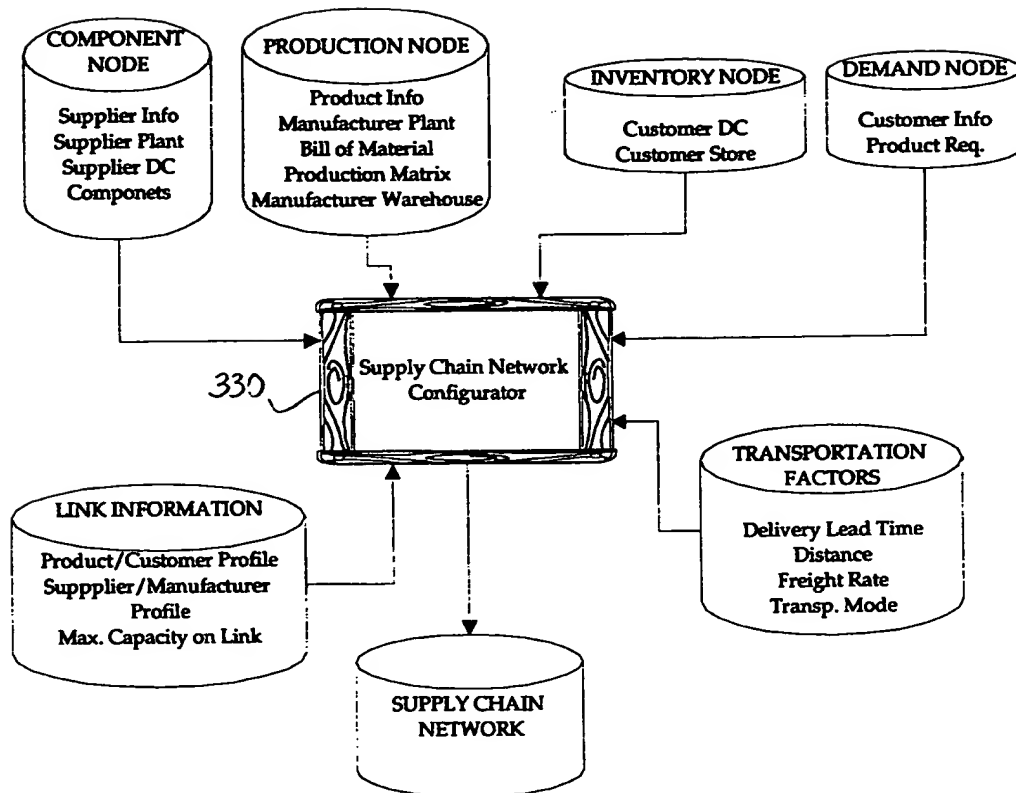 COMPONENT
NODE
Supplier Info
Supplier Plant
Supplier DC
Componets
PRODUCTION NODE
Product Info
Manufacturer Plant
Bill of Material
Production Matrix
Manufacturer Warehouse
INVENTORY NODE
Customer DC
Customer Store
DEMAND NODE
Customer Info
Product Req.
Supply Chain Network
Configurator
330
LINK INFORMATION
Product/Customer Profile
Suppplier/Manufacturer
Profile
Max. Capacity on Link
TRANSPORTATION
FACTORS
Delivery Lead Time
Distance
Freight Rate
Transp. Mode
SUPPLY CHAIN
NETWORK